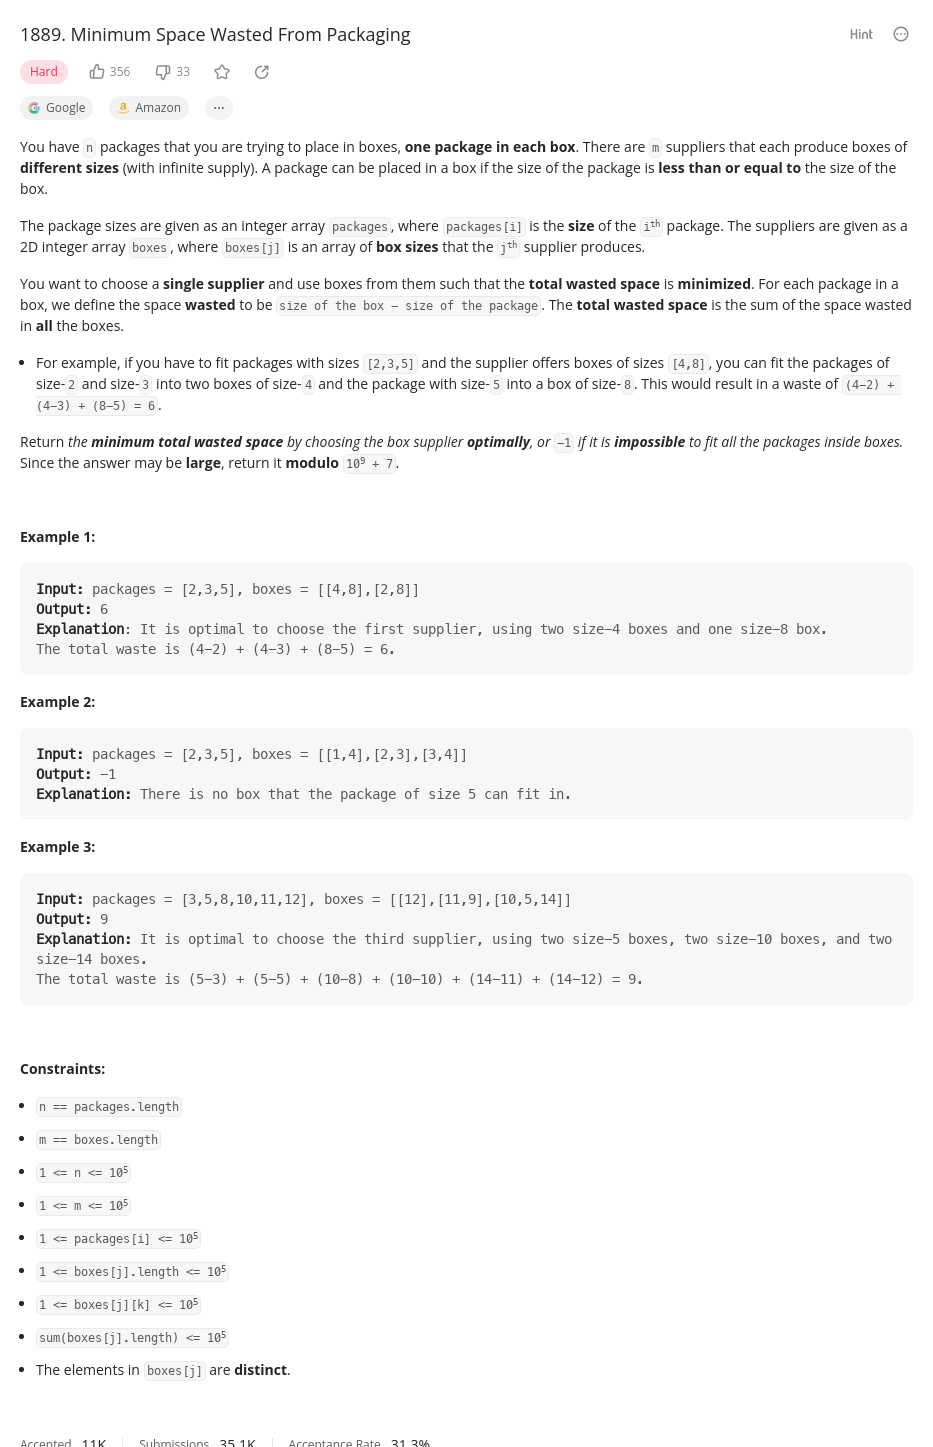 1889. Minimum Space Wasted From Packaging
Hint
Hard 356 33
Google Amazon ...
You have n packages that you are trying to place in boxes, one package in each box. There are m suppliers that each produce boxes of
different sizes (with infinite supply). A package can be placed in a box if the size of the package is less than or equal to the size of the
box.
The package sizes are given as an integer array packages, where packages[i] is the size of the iᵗʰ package. The suppliers are given as a
2D integer array boxes, where boxes[j] is an array of box sizes that the jᵗʰ supplier produces.
You want to choose a single supplier and use boxes from them such that the total wasted space is minimized. For each package in a
box, we define the space wasted to be size of the box - size of the package. The total wasted space is the sum of the space wasted
in all the boxes.
• For example, if you have to fit packages with sizes [2,3,5] and the supplier offers boxes of sizes [4,8], you can fit the packages of
size-2 and size-3 into two boxes of size-4 and the package with size-5 into a box of size-8. This would result in a waste of (4-2) +
(4-3) + (8-5) = 6.
Return the minimum total wasted space by choosing the box supplier optimally, or -1 if it is impossible to fit all the packages inside boxes.
Since the answer may be large, return it modulo 10⁹ + 7.
Example 1:
Input: packages = [2,3,5], boxes = [[4,8],[2,8]]
Output: 6
Explanation: It is optimal to choose the first supplier, using two size-4 boxes and one size-8 box.
The total waste is (4-2) + (4-3) + (8-5) = 6.
Example 2:
Input: packages = [2,3,5], boxes = [[1,4],[2,3],[3,4]]
Output: -1
Explanation: There is no box that the package of size 5 can fit in.
Example 3:
Input: packages = [3,5,8,10,11,12], boxes = [[12],[11,9],[10,5,14]]
Output: 9
Explanation: It is optimal to choose the third supplier, using two size-5 boxes, two size-10 boxes, and two
size-14 boxes.
The total waste is (5-3) + (5-5) + (10-8) + (10-10) + (14-11) + (14-12) = 9.
Constraints:
• n == packages.length
• m == boxes.length
• 1 <= n <= 10⁵
• 1 <= m <= 10⁵
• 1 <= packages[i] <= 10⁵
• 1 <= boxes[j].length <= 10⁵
• 1 <= boxes[j][k] <= 10⁵
• sum(boxes[j].length) <= 10⁵
• The elements in boxes[j] are distinct.
Accepted 11K Submissions 35.1K Acceptance Rate 31.3%